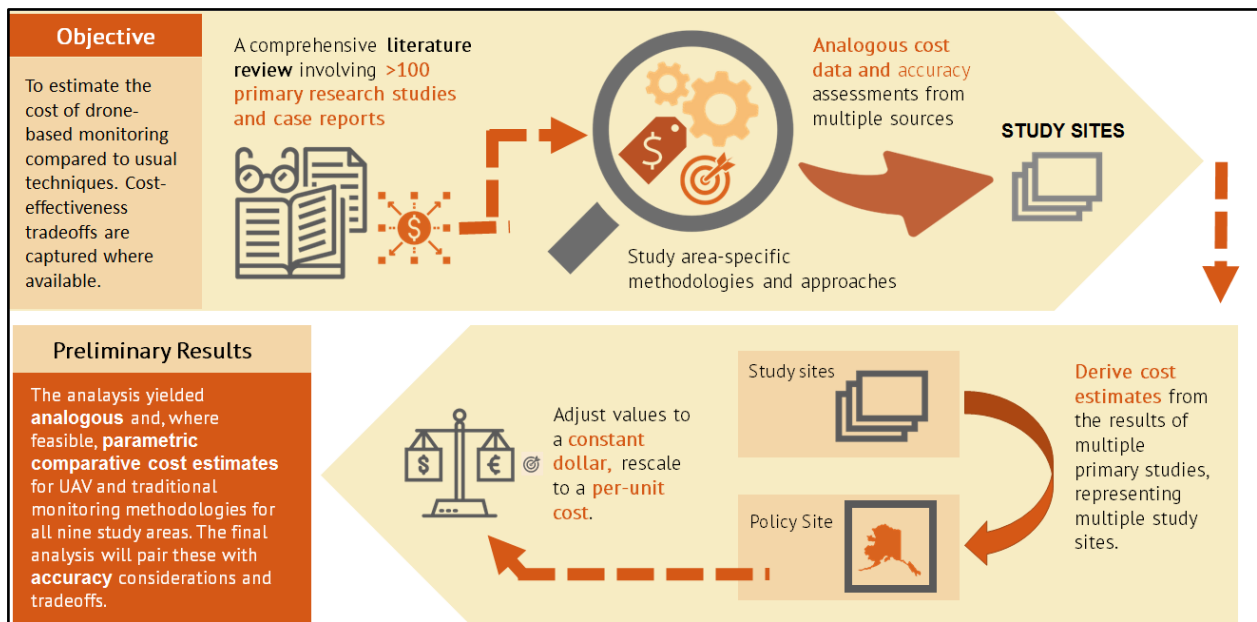 Objective
To estimate the
cost of drone-
based monitoring
compared to usual
techniques. Cost-
effectiveness
tradeoffs are
captured where
available.
A comprehensive literature
review involving >100
primary research studies
and case reports
$
$
Study area-specific
methodologies and approaches
Analogous cost
data and accuracy
assessments from
multiple sources
STUDY SITES
Derive cost
estimates from
the results of
multiple
primary studies,
representing
multiple study
sites.
Study sites
Policy Site
Adjust values to
a constant
dollar, rescale
to a per-unit
cost.
$ €
Preliminary Results
The analaysis yielded
analogous and, where
feasible, parametric
comparative cost estimates
for UAV and traditional
monitoring methodologies for
all nine study areas. The final
analysis will pair these with
accuracy considerations and
tradeoffs.